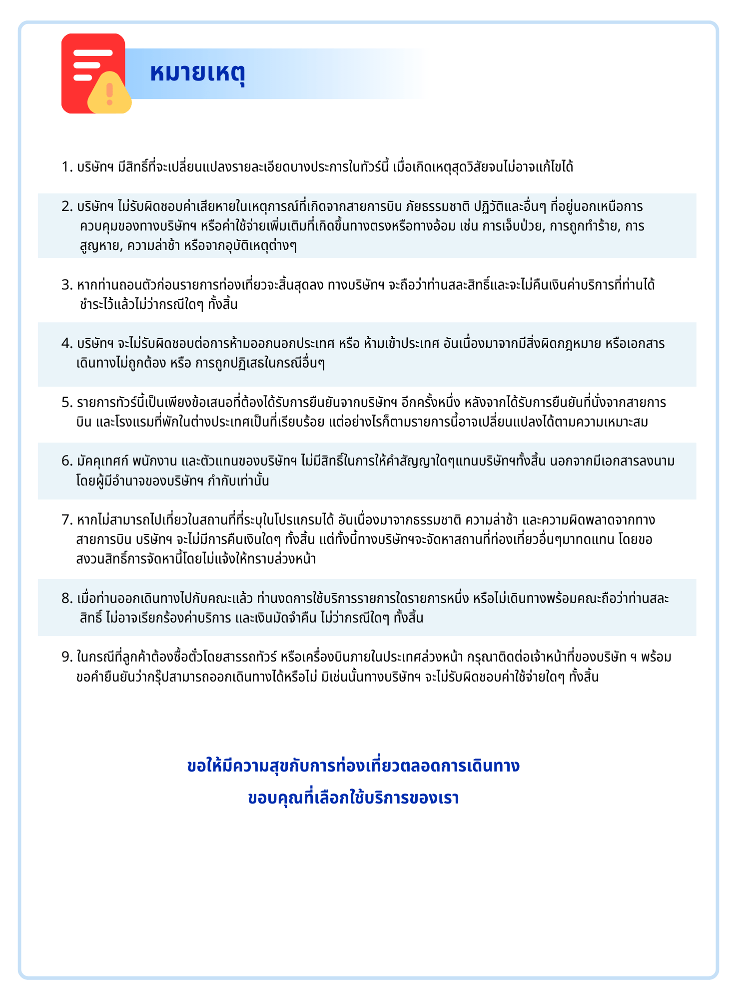 หมายเหตุ
1. บริษัทฯ มีสิทธิ์ที่จะเปลี่ยนแปลงรายละเอียดบางประการในทัวร์นี้ เมื่อเกิดเหตุสุดวิสัยจนไม่อาจแก้ไขได้
2. บริษัทฯ ไม่รับผิดชอบค่าเสียหายในเหตุการณ์ที่เกิดจากสายการบิน ภัยธรรมชาติ ปฏิวัติและอื่นๆ ที่อยู่นอกเหนือการ
ควบคุมของทางบริษัทฯ หรือค่าใช้จ่ายเพิ่มเติมที่เกิดขึ้นทางตรงหรือทางอ้อม เช่น การเจ็บป่วย, การถูกทำร้าย, การ
สูญหาย, ความล่าช้า หรือจากอุบัติเหตุต่างๆ
3. หากท่านถอนตัวก่อนรายการท่องเที่ยวจะสิ้นสุดลง ทางบริษัทฯ จะถือว่าท่านสละสิทธิ์และจะไม่คืนเงินค่าบริการที่ท่านได้
ชำระไว้แล้วไม่ว่ากรณีใดๆ ทั้งสิ้น
4. บริษัทฯ จะไม่รับผิดชอบต่อการห้ามออกนอกประเทศ หรือ ห้ามเข้าประเทศ อันเนื่องมาจากมีสิ่งผิดกฎหมาย หรือเอกสาร
เดินทางไม่ถูกต้อง หรือ การถูกปฏิเสธในกรณีอื่นๆ
5. รายการทัวร์นี้เป็นเพียงข้อเสนอที่ต้องได้รับการยืนยันจากบริษัทฯ อีกครั้งหนึ่ง หลังจากได้รับการยืนยันที่นั่งจากสายการ
บิน และโรงแรมที่พักในต่างประเทศเป็นที่เรียบร้อย แต่อย่างไรก็ตามรายการนี้อาจเปลี่ยนแปลงได้ตามความเหมาะสม
6. มัคคุเทศก์ พนักงาน และตัวแทนของบริษัทฯ ไม่มีสิทธิ์ในการให้คำสัญญาใดๆแทนบริษัทฯทั้งสิ้น นอกจากมีเอกสารลงนาม
โดยผู้มีอำนาจของบริษัทฯ กำกับเท่านั้น
7. หากไม่สามารถไปเที่ยวในสถานที่ที่ระบุในโปรแกรมได้ อันเนื่องมาจากธรรมชาติ ความล่าช้า และความผิดพลาดจากทาง
สายการบิน บริษัทฯ จะไม่มีการคืนเงินใดๆ ทั้งสิ้น แต่ทั้งนี้ทางบริษัทฯจะจัดหาสถานที่ท่องเที่ยวอื่นๆมาทดแทน โดยขอ
สงวนสิทธิ์การจัดหานี้โดยไม่แจ้งให้ทราบล่วงหน้า
8. เมื่อท่านออกเดินทางไปกับคณะแล้ว ท่านงดการใช้บริการรายการใดรายการหนึ่ง หรือไม่เดินทางพร้อมคณะถือว่าท่านสละ
สิทธิ์ ไม่อาจเรียกร้องค่าบริการ และเงินมัดจำคืน ไม่ว่ากรณีใดๆ ทั้งสิ้น
9. ในกรณีที่ลูกค้าต้องซื้อตั๋วโดยสารรถทัวร์ หรือเครื่องบินภายในประเทศล่วงหน้า กรุณาติดต่อเจ้าหน้าที่ของบริษัท ฯ พร้อม
ขอคำยืนยันว่ากรุ๊ปสามารถออกเดินทางได้หรือไม่ มิเช่นนั้นทางบริษัทฯ จะไม่รับผิดชอบค่าใช้จ่ายใดๆ ทั้งสิ้น
ขอให้มีความสุขกับการท่องเที่ยวตลอดการเดินทาง
ขอบคุณที่เลือกใช้บริการของเรา